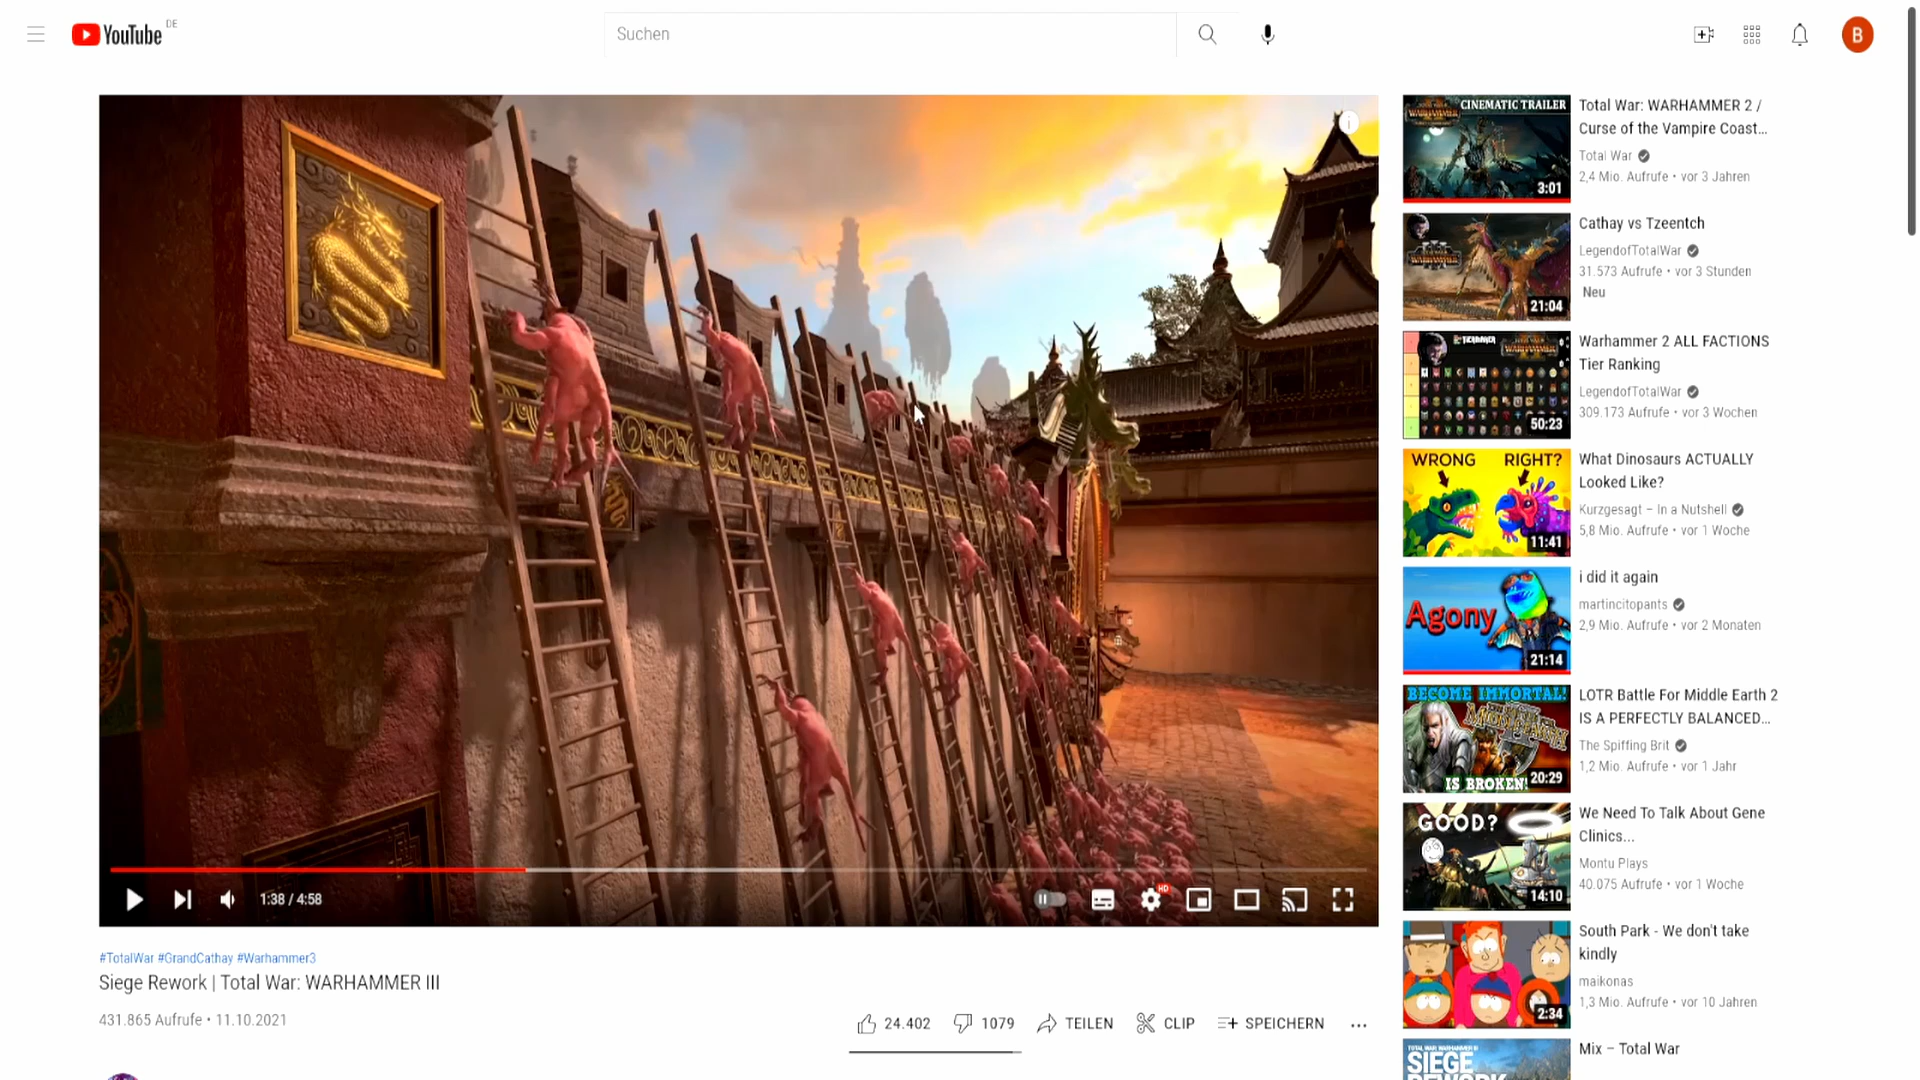 YouTube DE
Suchen
B
1:38 / 4:58
HD
#TotalWar #GrandCathay #Warhammer3
Siege Rework | Total War: WARHAMMER III
431.865 Aufrufe • 11.10.2021
24.402
1079
TEILEN
CLIP
SPEICHERN
CINEMATIC TRAILER
3:01
Total War: WARHAMMER 2 /
Curse of the Vampire Coast...
Total War
2,4 Mio. Aufrufe • vor 3 Jahren
21:04
Cathay vs Tzeentch
LegendofTotalWar
31.573 Aufrufe • vor 3 Stunden
Neu
TIERMAKER
50:23
Warhammer 2 ALL FACTIONS
Tier Ranking
LegendofTotalWar
309.173 Aufrufe • vor 3 Wochen
WRONG RIGHT?
11:41
What Dinosaurs ACTUALLY
Looked Like?
Kurzgesagt – In a Nutshell
5,8 Mio. Aufrufe • vor 1 Woche
Agony
21:14
i did it again
martincitopants
2,9 Mio. Aufrufe • vor 2 Monaten
BECOME IMMORTAL!
IS BROKEN!
20:29
LOTR Battle For Middle Earth 2
IS A PERFECTLY BALANCED...
The Spiffing Brit
1,2 Mio. Aufrufe • vor 1 Jahr
GOOD?
14:10
We Need To Talk About Gene
Clinics...
Montu Plays
40.075 Aufrufe • vor 1 Woche
2:34
South Park - We don't take
kindly
maikonas
1,3 Mio. Aufrufe • vor 10 Jahren
TOTAL WAR: WARHAMMER III
SIEGE
REWORK
Mix – Total War